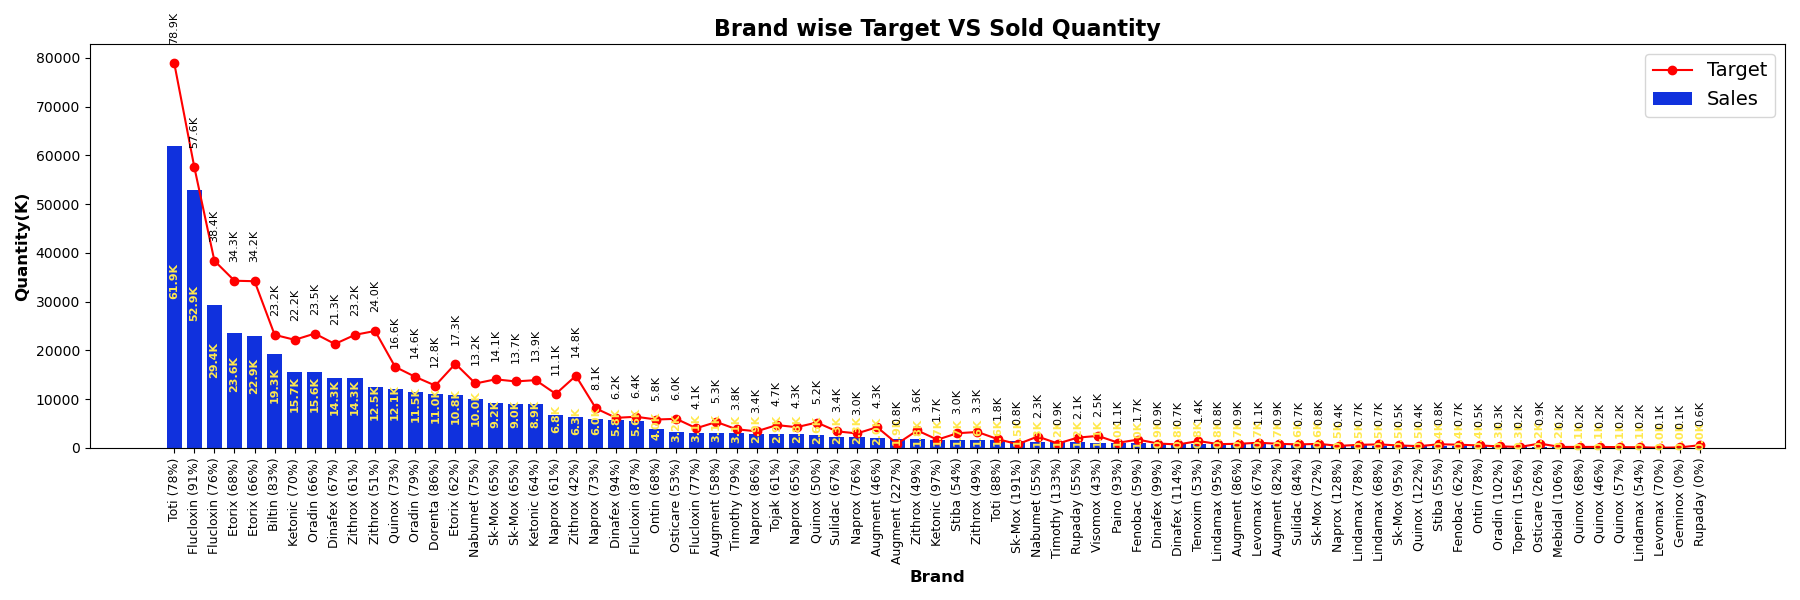 Brand wise Target VS Sold Quantity
Target
Sales
Quantity(K)
80000
70000
60000
50000
40000
30000
20000
10000
0
78.9K
57.6K
38.4K
34.3K
34.2K
23.2K
22.2K
23.5K
21.3K
23.2K
24.0K
16.6K
14.6K
12.8K
17.3K
13.2K
14.1K
13.7K
13.9K
11.1K
14.8K
8.1K
6.2K
6.4K
5.8K
6.0K
4.1K
5.3K
3.8K
3.4K
4.7K
4.3K
5.2K
3.4K
3.0K
4.3K
0.8K
3.6K
1.7K
3.0K
3.3K
1.8K
0.8K
2.3K
0.9K
2.1K
2.5K
1.1K
1.7K
0.9K
0.7K
1.4K
0.8K
0.9K
1.1K
0.9K
0.7K
0.8K
0.4K
0.7K
0.7K
0.5K
0.4K
0.8K
0.7K
0.5K
0.3K
0.2K
0.9K
0.2K
0.2K
0.2K
0.2K
0.2K
0.1K
0.1K
0.6K
61.9K
52.9K
29.4K
23.6K
22.9K
19.3K
15.7K
15.6K
14.3K
14.3K
12.5K
12.1K
11.5K
11.0K
10.8K
10.0K
9.2K
9.0K
8.9K
6.8K
6.3K
Toti (78%)
Flucloxin (91%)
Flucloxin (76%)
Etorix (68%)
Etorix (66%)
Biltin (83%)
Ketonic (70%)
Oradin (66%)
Dinafex (67%)
Zithrox (61%)
Zithrox (51%)
Quinox (73%)
Oradin (79%)
Dorenta (86%)
Etorix (62%)
Nabumet (75%)
Sk-Mox (65%)
Sk-Mox (65%)
Ketonic (64%)
Naprox (61%)
Zithrox (42%)
Naprox (73%)
Dinafex (94%)
Flucloxin (87%)
Ontin (68%)
Osticare (53%)
Flucloxin (77%)
Augment (58%)
Timothy (79%)
Naprox (86%)
Tojak (61%)
Naprox (65%)
Quinox (50%)
Sulidac (67%)
Naprox (76%)
Augment (46%)
Augment (227%)
Zithrox (49%)
Ketonic (97%)
Stiba (54%)
Zithrox (49%)
Toti (88%)
Sk-Mox (191%)
Nabumet (55%)
Timothy (133%)
Rupaday (55%)
Visomox (43%)
Paino (93%)
Fenobac (59%)
Dinafex (99%)
Dinafex (114%)
Tenoxim (53%)
Lindamax (95%)
Augment (86%)
Levomax (67%)
Augment (82%)
Sulidac (84%)
Sk-Mox (72%)
Naprox (128%)
Lindamax (78%)
Lindamax (68%)
Sk-Mox (95%)
Quinox (122%)
Stiba (55%)
Fenobac (62%)
Ontin (78%)
Oradin (102%)
Toperin (156%)
Osticare (26%)
Mebidal (106%)
Quinox (68%)
Quinox (46%)
Quinox (57%)
Lindamax (54%)
Levomax (70%)
Geminox (0%)
Rupaday (0%)
Brand